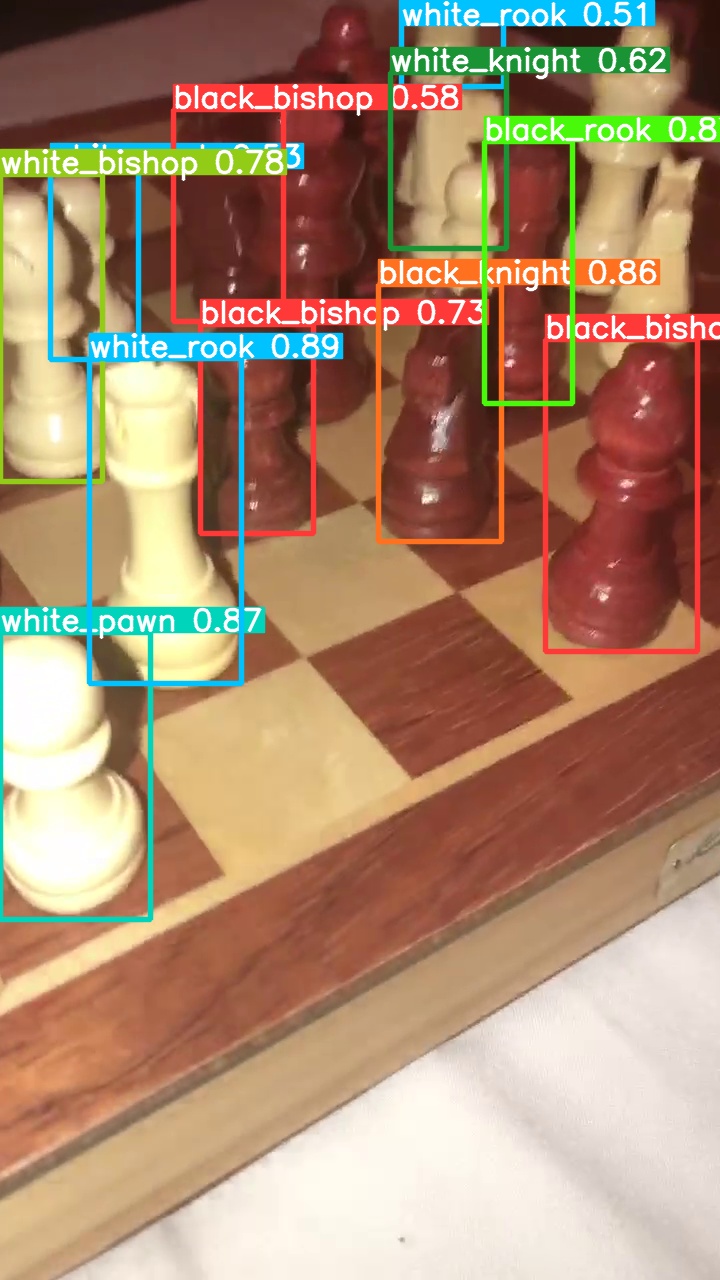 white_rook 0.51
white_knight 0.62
black_bishop 0.58
black_rook 0.8
white_bishop 0.78
black_knight 0.86
black_bishop 0.73
black_bisho
white_rook 0.89
white_pawn 0.87